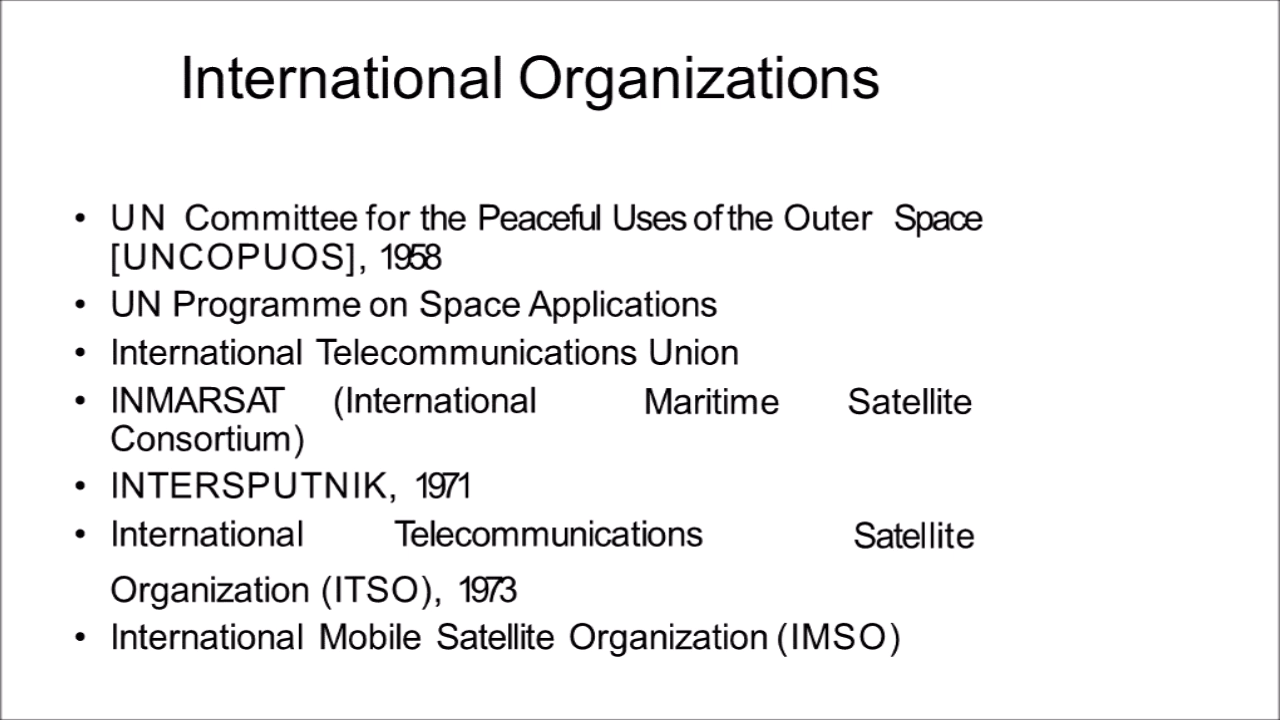 International Organizations
• UN Committee for the Peaceful Uses of the Outer Space
[UNCOPUOS], 1958
• UN Programme on Space Applications
• International Telecommunications Union
• INMARSAT (International Maritime Satellite
Consortium)
• INTERSPUTNIK, 1971
• International Telecommunications Satellite
Organization (ITSO), 1973
• International Mobile Satellite Organization (IMSO)